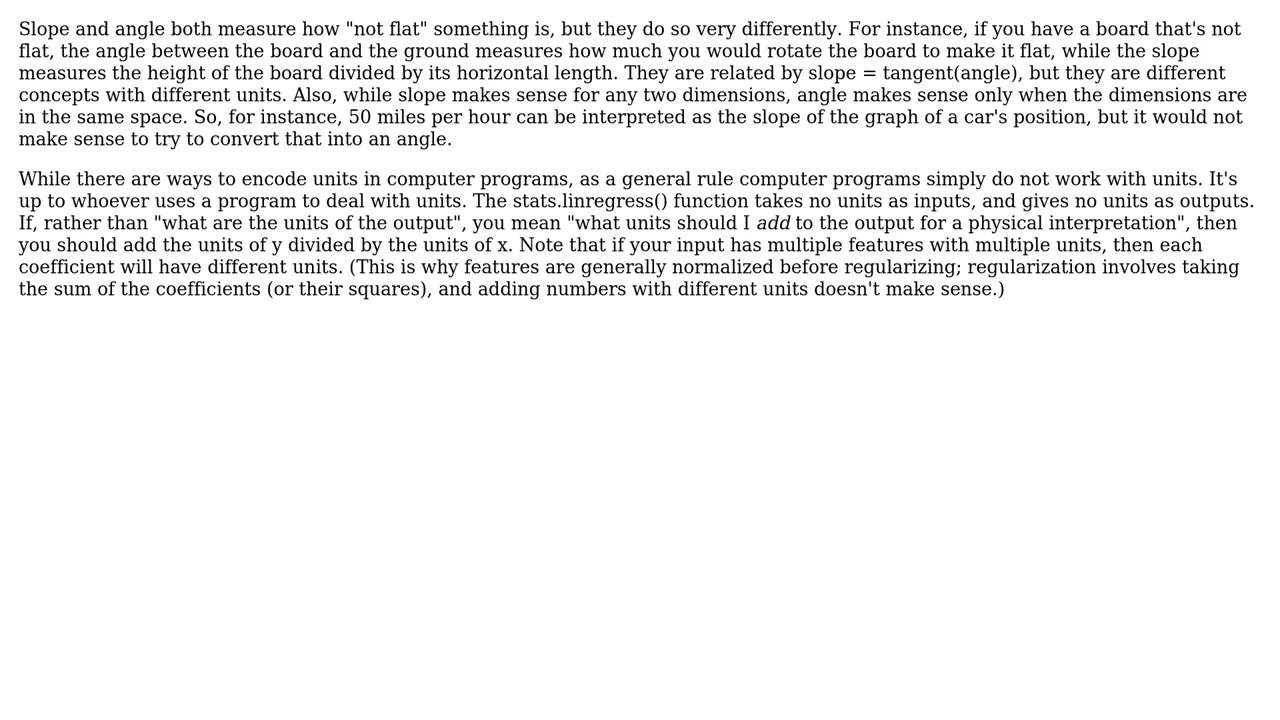 Slope and angle both measure how "not flat" something is, but they do so very differently. For instance, if you have a board that's not
flat, the angle between the board and the ground measures how much you would rotate the board to make it flat, while the slope
measures the height of the board divided by its horizontal length. They are related by slope = tangent(angle), but they are different
concepts with different units. Also, while slope makes sense for any two dimensions, angle makes sense only when the dimensions are
in the same space. So, for instance, 50 miles per hour can be interpreted as the slope of the graph of a car's position, but it would not
make sense to try to convert that into an angle.
While there are ways to encode units in computer programs, as a general rule computer programs simply do not work with units. It's
up to whoever uses a program to deal with units. The stats.linregress() function takes no units as inputs, and gives no units as outputs.
If, rather than "what are the units of the output", you mean "what units should I add to the output for a physical interpretation", then
you should add the units of y divided by the units of x. Note that if your input has multiple features with multiple units, then each
coefficient will have different units. (This is why features are generally normalized before regularizing; regularization involves taking
the sum of the coefficients (or their squares), and adding numbers with different units doesn't make sense.)